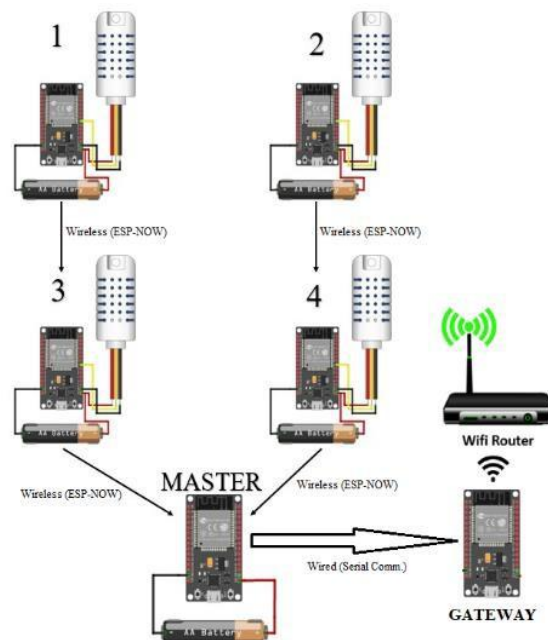 1
2
AA Battery
AA Battery
Wireless (ESP-NOW)
Wireless (ESP-NOW)
3
4
AA Battery
AA Battery
Wifi Router
Wireless (ESP-NOW)
MASTER
Wireless (ESP-NOW)
Wired (Serial Comm.)
GATEWAY
AA Battery